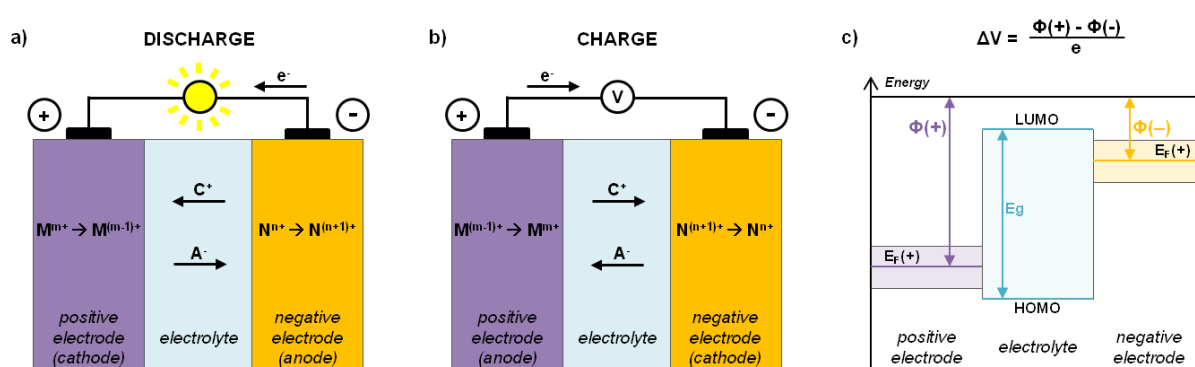 a)
DISCHARGE
e⁻
+
-
C⁺
Mᵐ⁺ → M⁽ᵐ⁻¹⁾⁺
Nⁿ⁺ → N⁽ⁿ⁺¹⁾⁺
A⁻
positive
electrode
(cathode)
electrolyte
negative
electrode
(anode)
b)
CHARGE
e⁻
+
V
-
C⁺
M⁽ᵐ⁻¹⁾⁺ → Mᵐ⁺
N⁽ⁿ⁺¹⁾⁺ → Nⁿ⁺
A⁻
positive
electrode
(anode)
electrolyte
negative
electrode
(cathode)
c)
ΔV = Φ(+) - Φ(-)
e
Energy
Φ(+)
LUMO
Φ(–)
E_F(+)
Eg
E_F(+)
HOMO
positive
electrode
electrolyte
negative
electrode